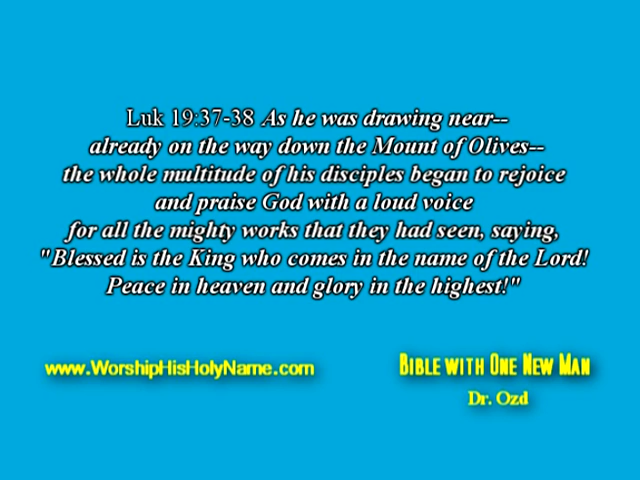 Luk 19:37-38 As he was drawing near--
already on the way down the Mount of Olives--
the whole multitude of his disciples began to rejoice
and praise God with a loud voice
for all the mighty works that they had seen, saying,
"Blessed is the King who comes in the name of the Lord!
Peace in heaven and glory in the highest!"
www.WorshipHisHolyName.com
Bible with One New Man
Dr. Ozd